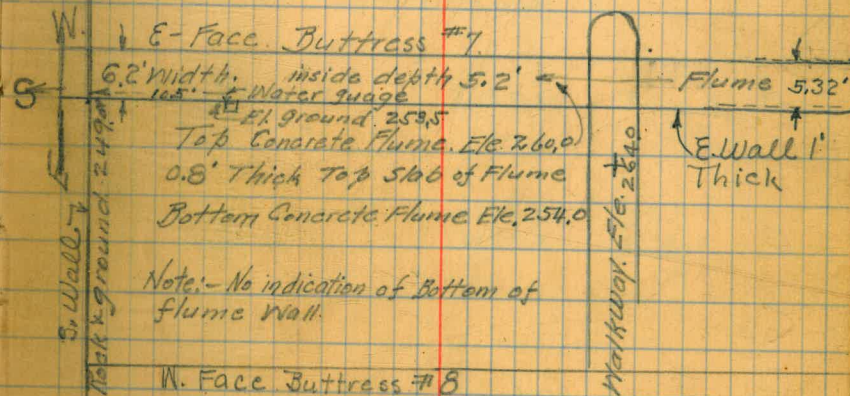 W.
E-Face Buttress #7
6.2' Width. inside depth 5.2'
Flume 5.32'
S
10.5' Water guage
El. ground 259.5
Top Concrete Flume. Ele. 260.0
E. Wall 1'
Thick
0.8' Thick Top Slab of Flume
Bottom Concrete Flume Ele. 254.0
Note:- No indication of Bottom of
flume Wall.
E
S. Wall
Rock & ground 249.0
WalkWay. Ele. 264.0
W. Face Buttress #8